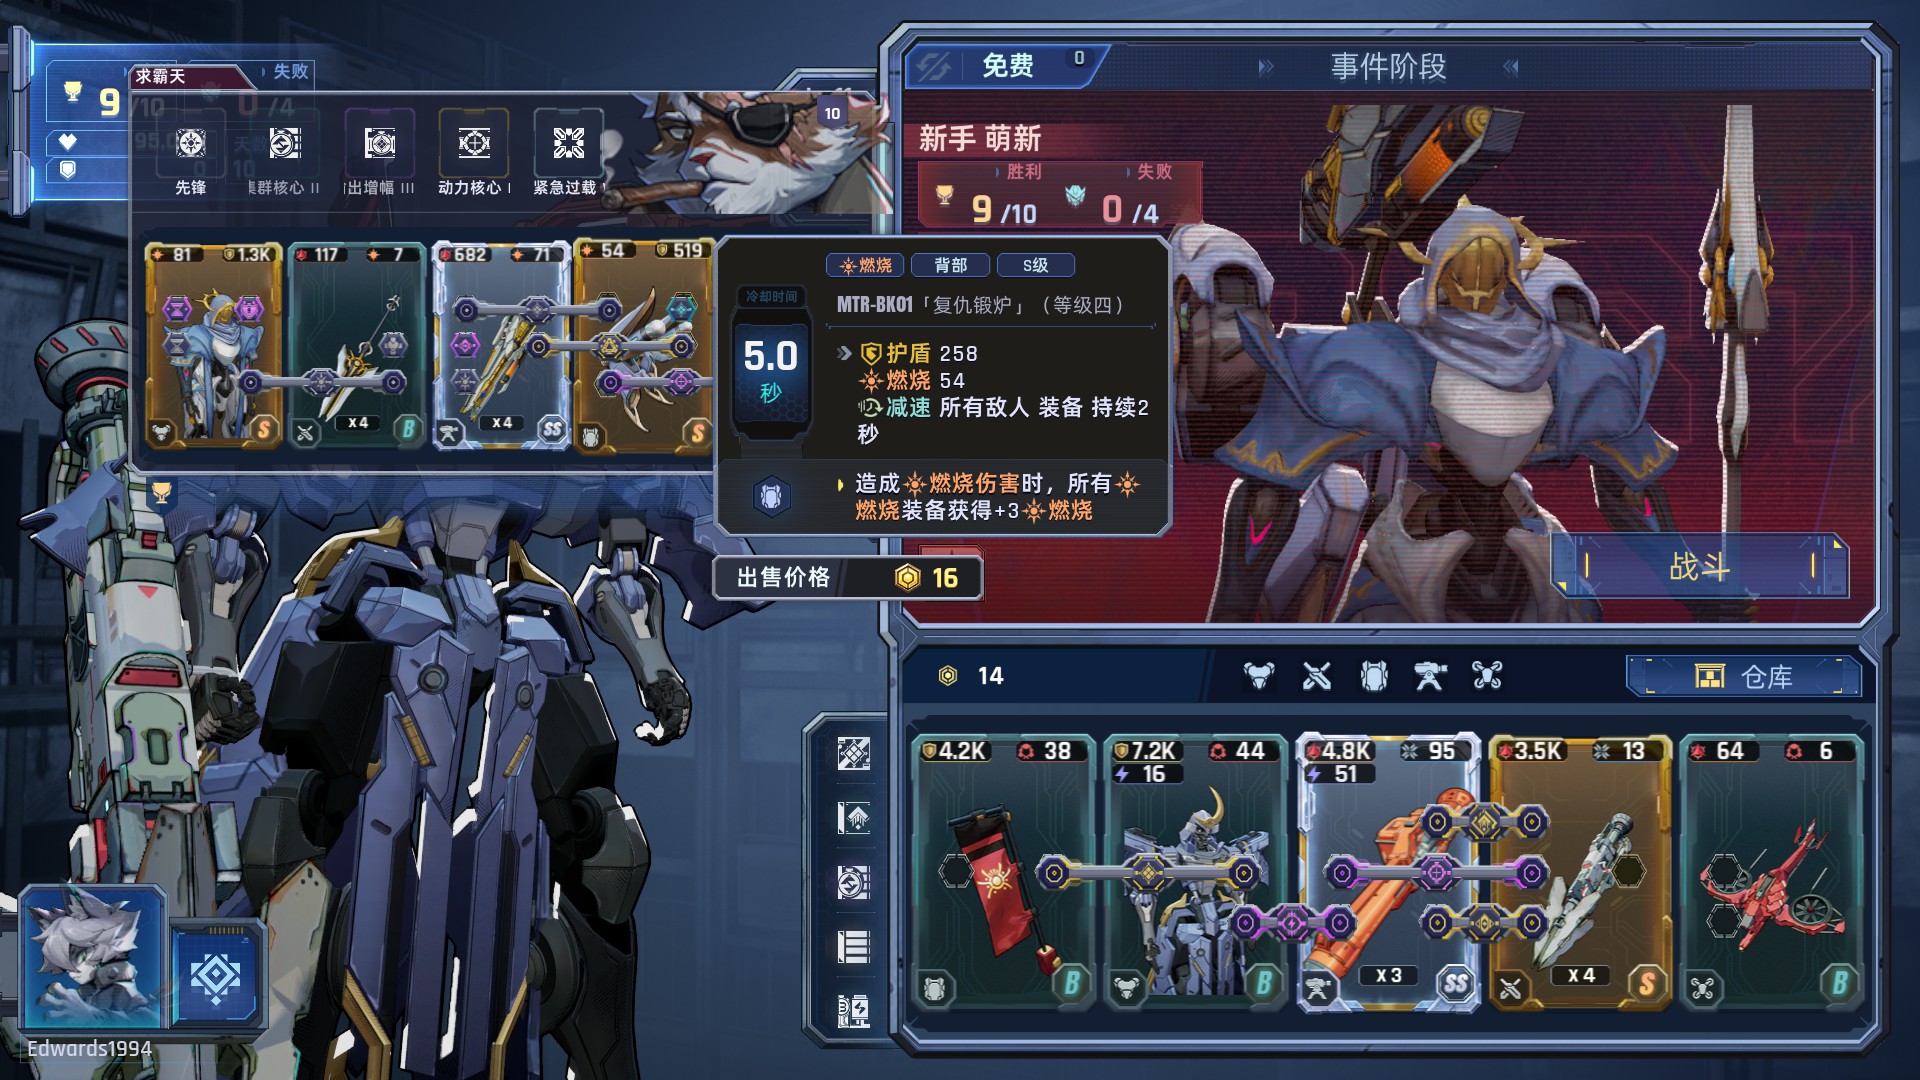 求霸天
失败
9/10
0/4
10
先锋
集群核心 II
出增幅 III
动力核心 I
紧急过载
81
1.3K
117
7
682
71
54
519
S
x4
B
x4
SS
S
燃烧
背部
S级
冷却时间
5.0
秒
MTR-BK01「复仇锻炉」（等级四）
护盾 258
燃烧 54
减速 所有敌人 装备 持续2
秒
造成燃烧伤害时，所有
燃烧装备获得+3燃烧
出售价格
16
免费
0
事件阶段
新手 萌新
胜利
失败
9/10
0/4
战斗
14
仓库
4.2K
38
7.2K
44
16
4.8K
95
51
3.5K
13
64
6
B
B
x3
SS
x4
S
B
Edwards1994